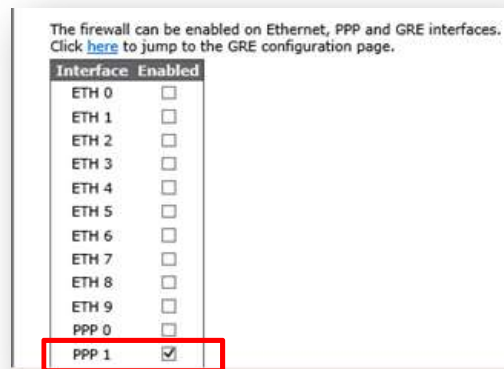 The firewall can be enabled on Ethernet, PPP and GRE interfaces.
Click here to jump to the GRE configuration page.
Interface Enabled
ETH 0
ETH 1
ETH 2
ETH 3
ETH 4
ETH 5
ETH 6
ETH 7
ETH 8
ETH 9
PPP 0
PPP 1